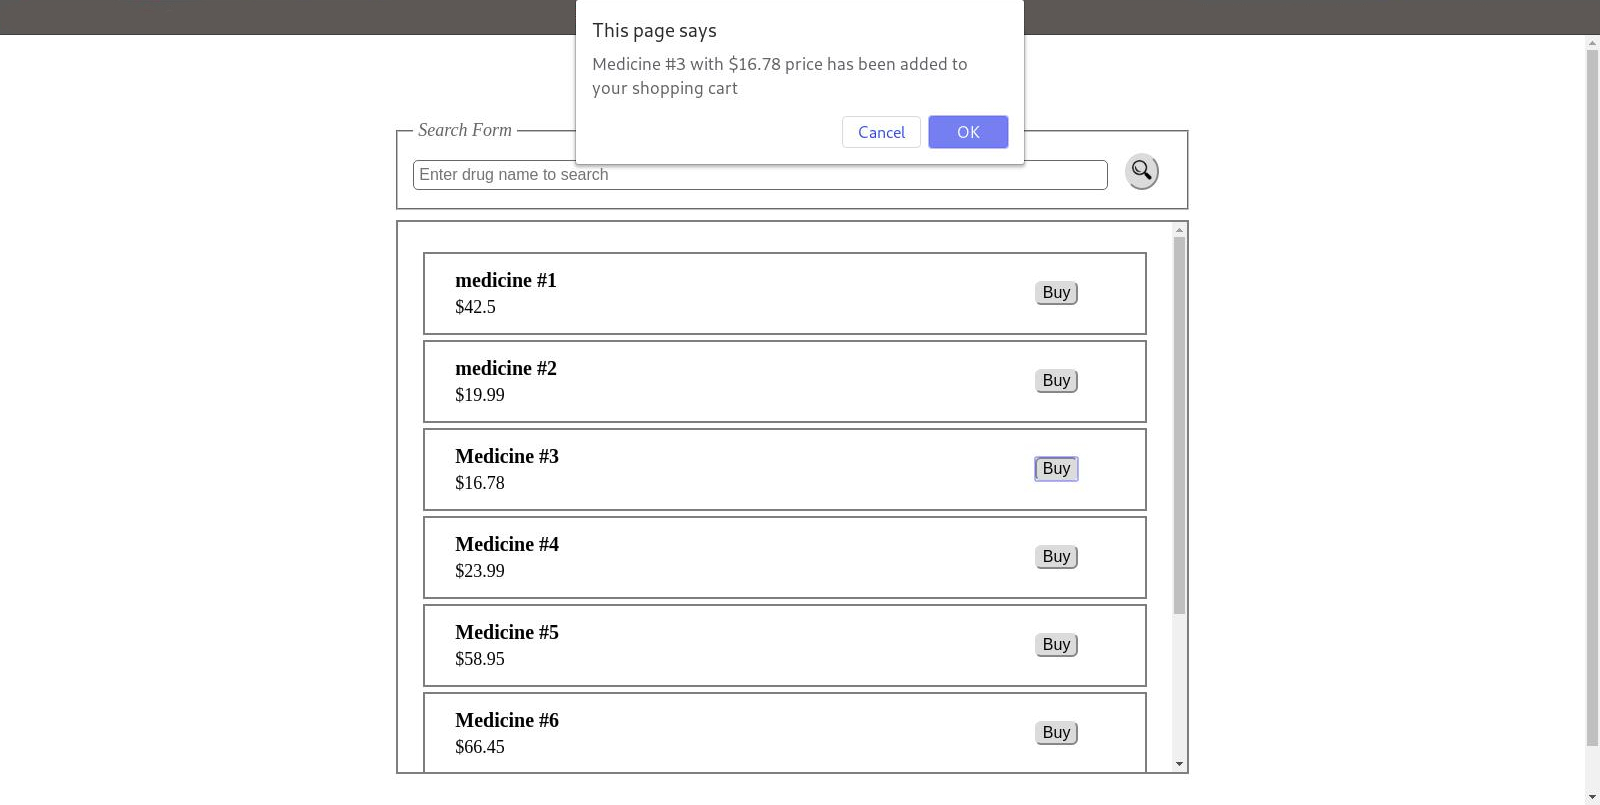 This page says
Medicine #3 with $16.78 price has been added to
your shopping cart
Cancel
OK
Search Form
Enter drug name to search
medicine #1
$42.5
Buy
medicine #2
$19.99
Buy
Medicine #3
$16.78
Buy
Medicine #4
$23.99
Buy
Medicine #5
$58.95
Buy
Medicine #6
$66.45
Buy